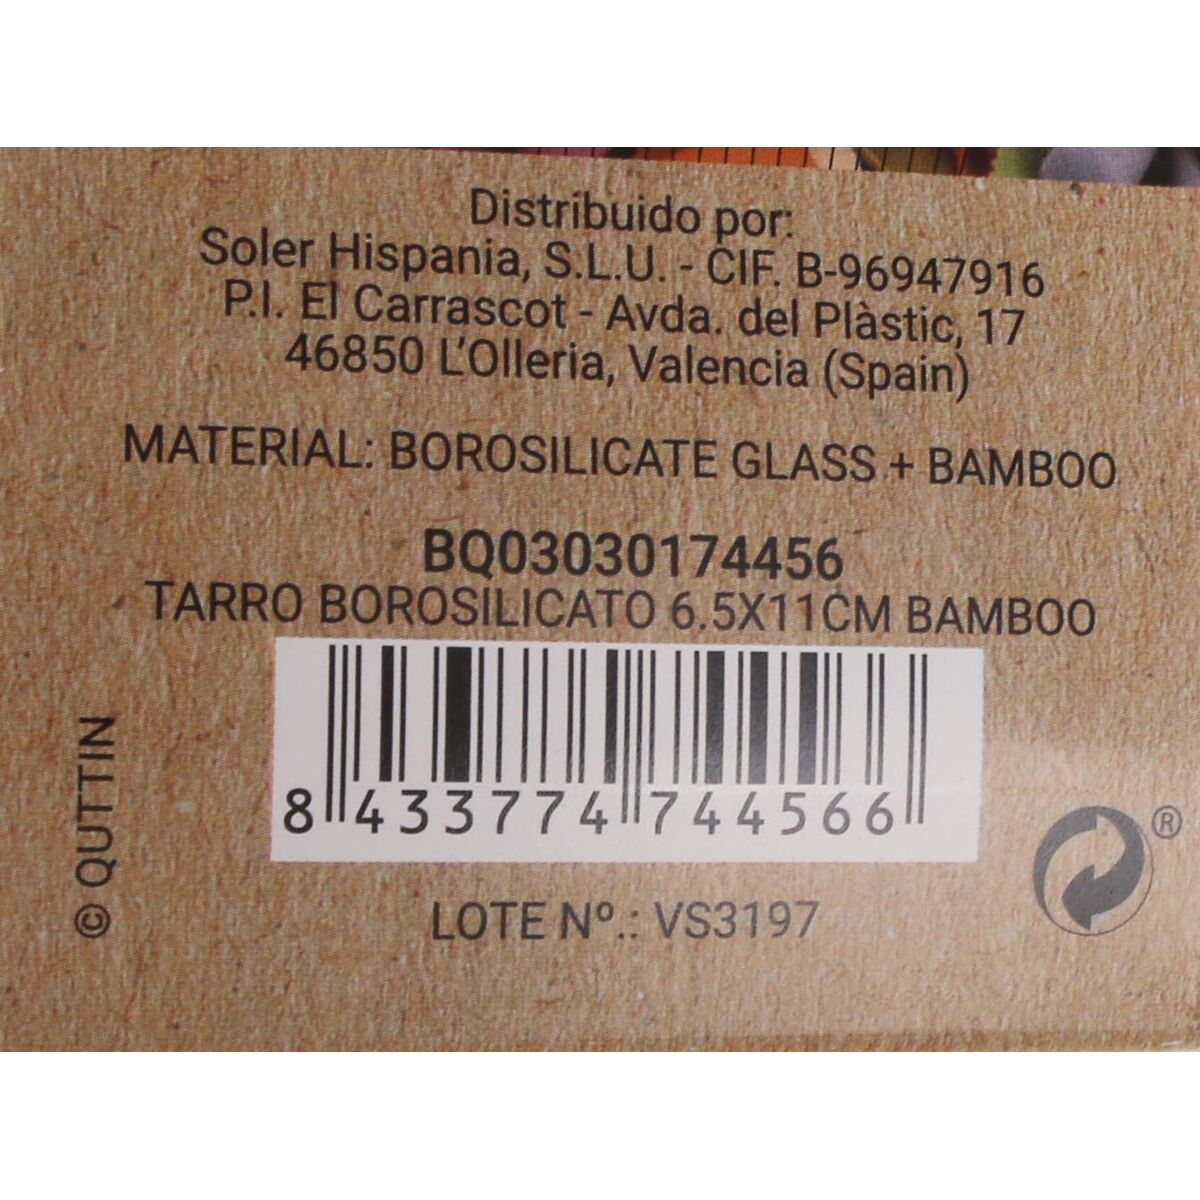 Distribuido por:
Soler Hispania, S.L.U. - CIF. B-96947916
P.I. El Carrascot - Avda. del Plàstic, 17
46850 L'Olleria, Valencia (Spain)
MATERIAL: BOROSILICATE GLASS + BAMBOO
BQ03030174456
TARRO BOROSILICATO 6.5X11CM BAMBOO
8 433774 744566
© QUTTIN
®
LOTE Nº.: VS3197